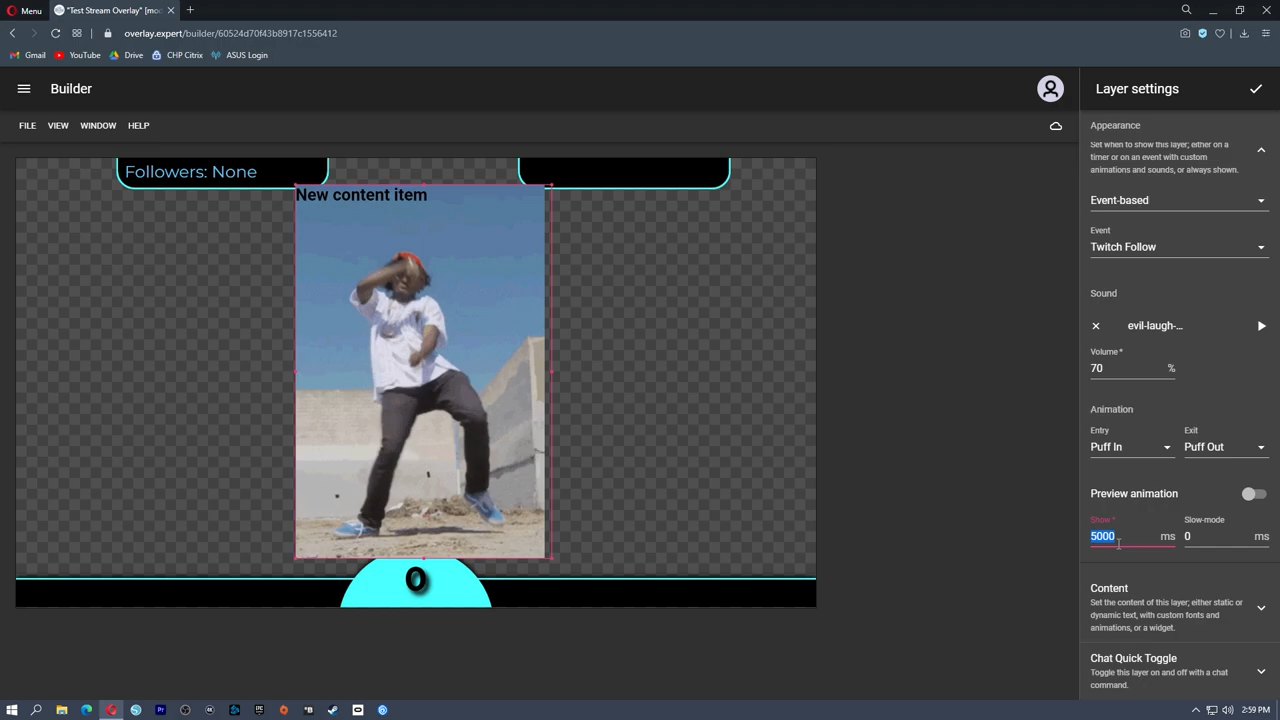 Menu
"Test Stream Overlay" [mod
overlay.expert/builder/60524d70f43b8917c1556412
Gmail YouTube Drive CHP Citrix ASUS Login
Builder
Layer settings
FILE VIEW WINDOW HELP
Appearance
Set when to show this layer; either on a
timer or on an event with custom
animations and sounds, or always shown.
Event-based
Event
Twitch Follow
Sound
evil-laugh-...
Volume *
70 %
Animation
Entry Exit
Puff In Puff Out
Preview animation
Show * Slow-mode
5000 ms 0 ms
Content
Set the content of this layer; either static or
dynamic text, with custom fonts and
animations, or a widget.
Chat Quick Toggle
Toggle this layer on and off with a chat
command.
Followers: None
New content item
0
2:59 PM